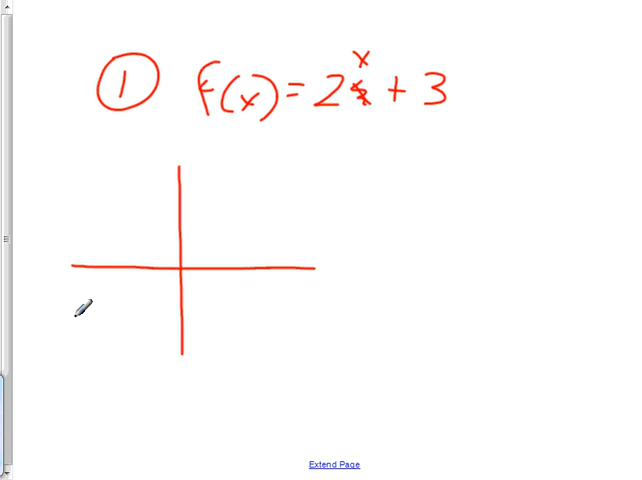 ① f(x) = 2^x + 3
Extend Page